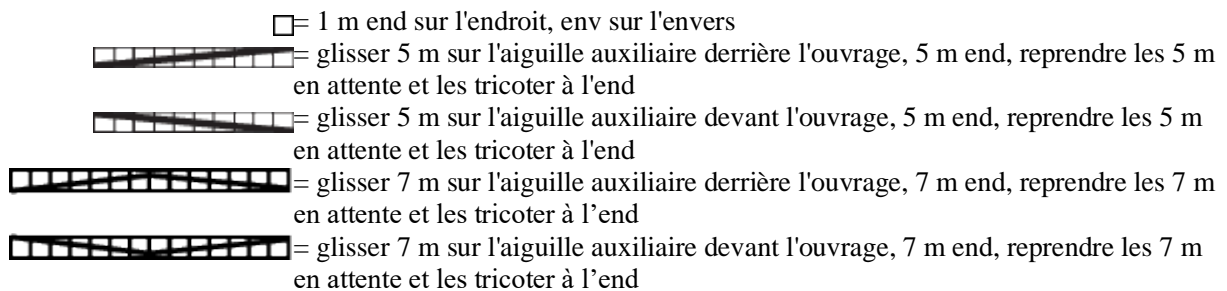 = 1 m end sur l'endroit, env sur l'envers
= glisser 5 m sur l'aiguille auxiliaire derrière l'ouvrage, 5 m end, reprendre les 5 m
en attente et les tricoter à l'end
= glisser 5 m sur l'aiguille auxiliaire devant l'ouvrage, 5 m end, reprendre les 5 m
en attente et les tricoter à l'end
= glisser 7 m sur l'aiguille auxiliaire derrière l'ouvrage, 7 m end, reprendre les 7 m
en attente et les tricoter à l’end
= glisser 7 m sur l'aiguille auxiliaire devant l'ouvrage, 7 m end, reprendre les 7 m
en attente et les tricoter à l’end